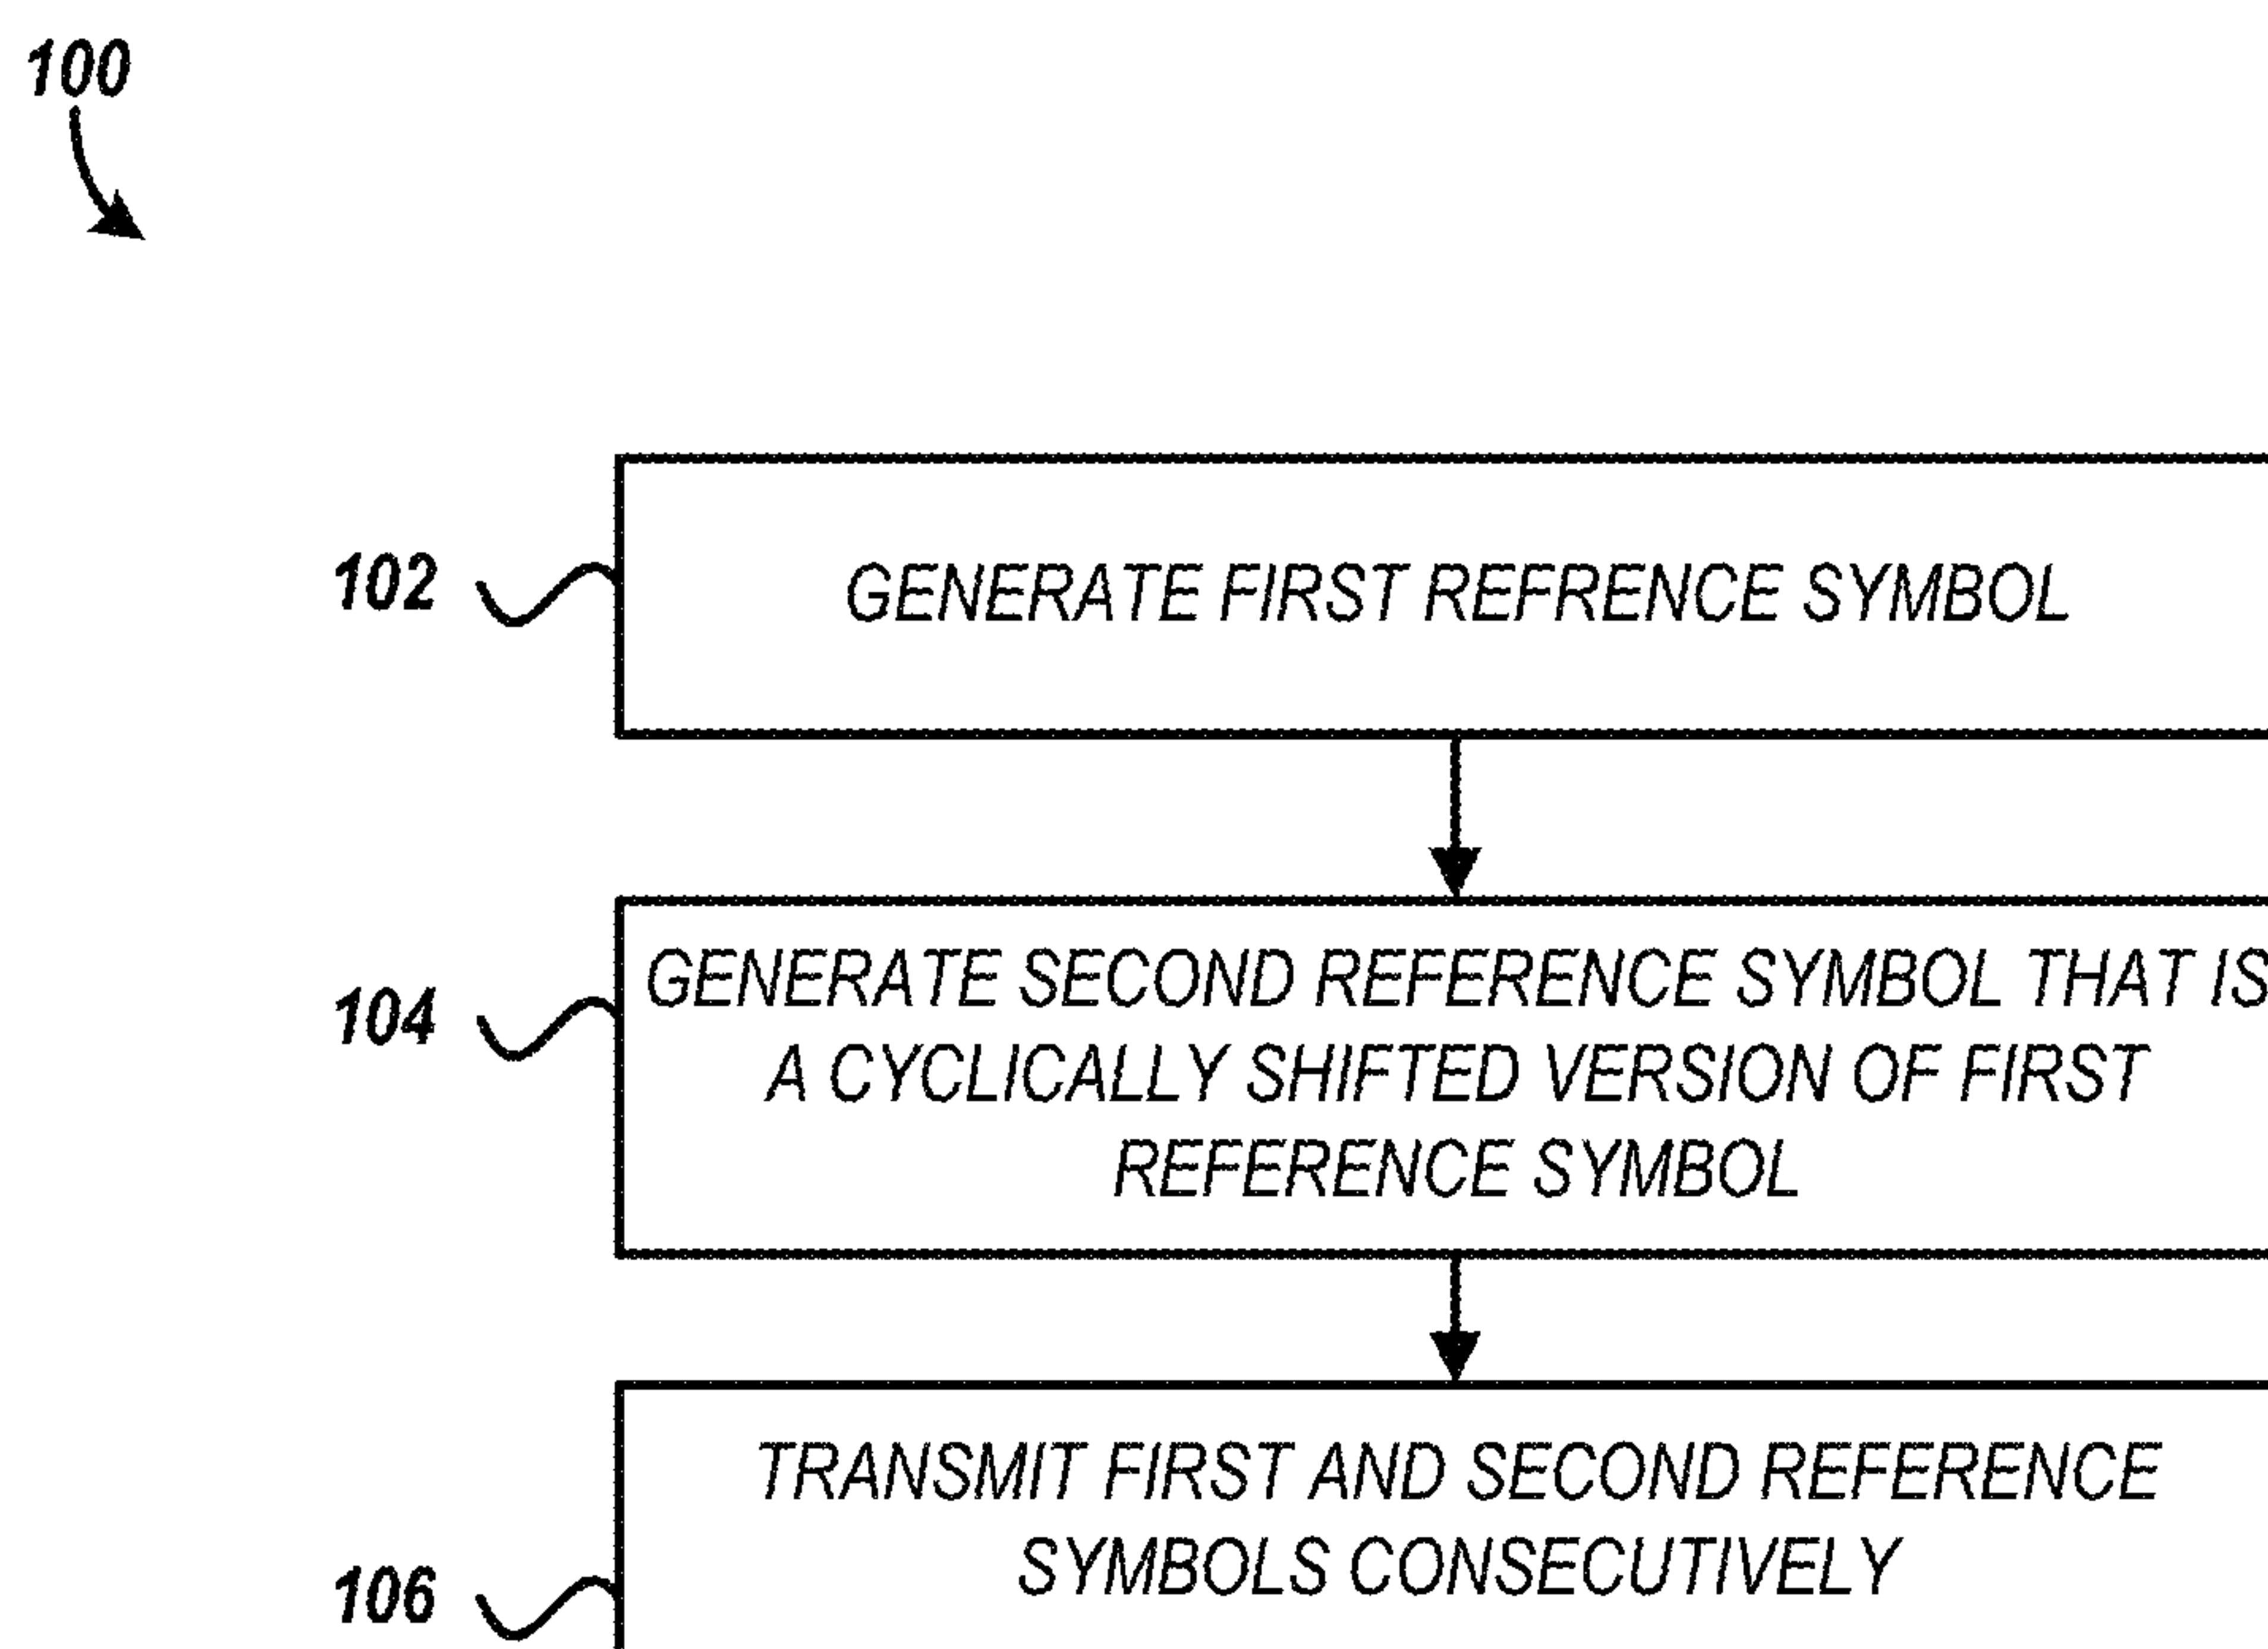 100
102
GENERATE FIRST REFRENCE SYMBOL
104
GENERATE SECOND REFERENCE SYMBOL THAT IS
A CYCLICALLY SHIFTED VERSION OF FIRST
REFERENCE SYMBOL
TRANSMIT FIRST AND SECOND REFERENCE
SYMBOLS CONSECUTIVELY
106